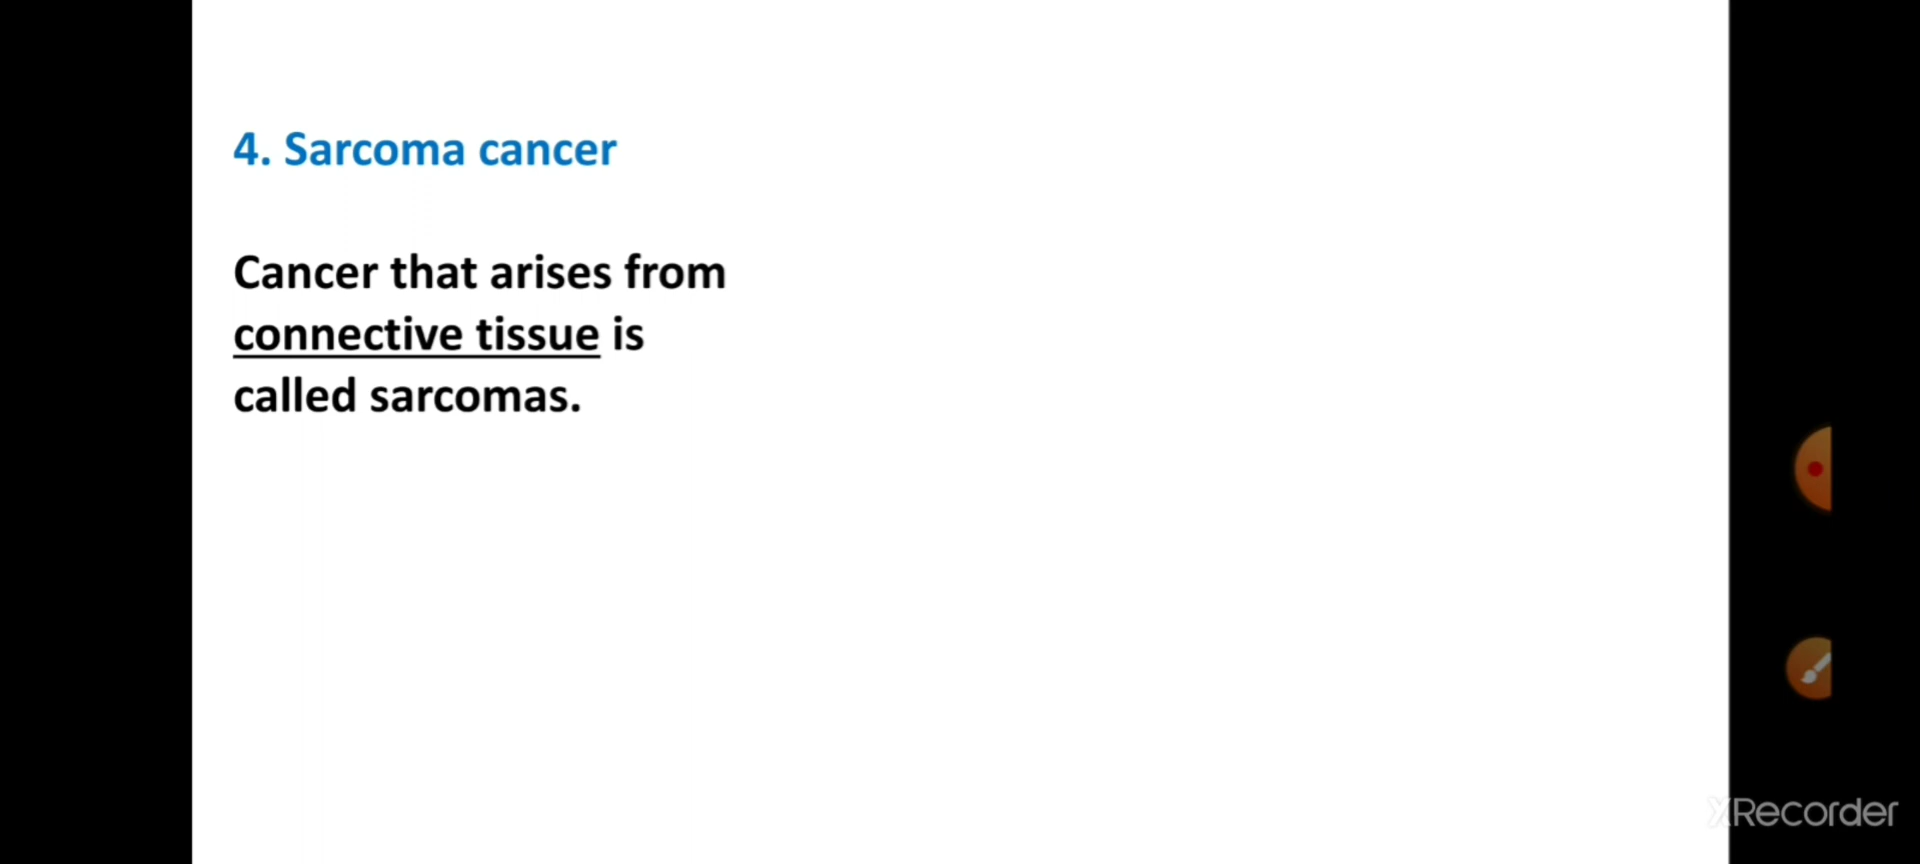 4. Sarcoma cancer
Cancer that arises from
connective tissue is
called sarcomas.
XRecorder